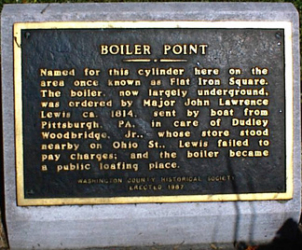 BOILER POINT
Named for this cylinder here on the
area once known as Flat Iron Square.
The boiler, now largely underground,
was ordered by Major John Lawrence
Lewis ca. 1814, sent by boat from
Pittsburgh, PA. in care of Dudley
Woodbridge, Jr., whose store stood
nearby on Ohio St., Lewis failed to
pay charges; and the boiler became
a public loafing place.
WASHINGTON COUNTY HISTORICAL SOCIETY
ERECTED 1987